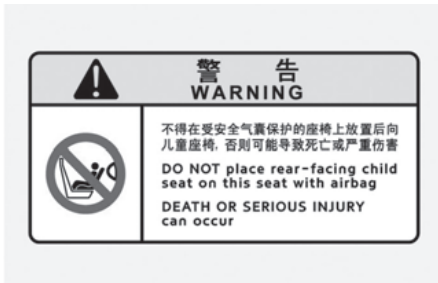 警 告
WARNING
不得在受安全气囊保护的座椅上放置后向
儿童座椅，否则可能导致死亡或严重伤害
DO NOT place rear-facing child
seat on this seat with airbag
DEATH OR SERIOUS INJURY
can occur